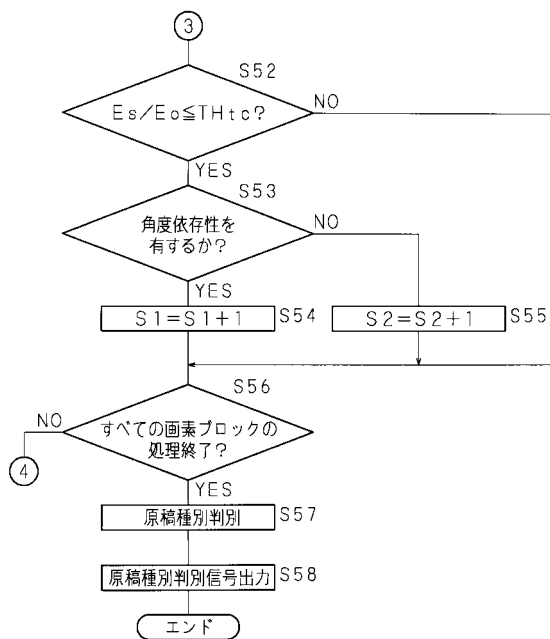 3
S52
Es/Eo≦THtc?
NO
YES
S53
角度依存性を
有するか?
NO
YES
S1=S1+1
S54
S2=S2+1
S55
S56
NO
すべての画素ブロックの
処理終了?
4
YES
原稿種別判別
S57
原稿種別判別信号出力
S58
エンド